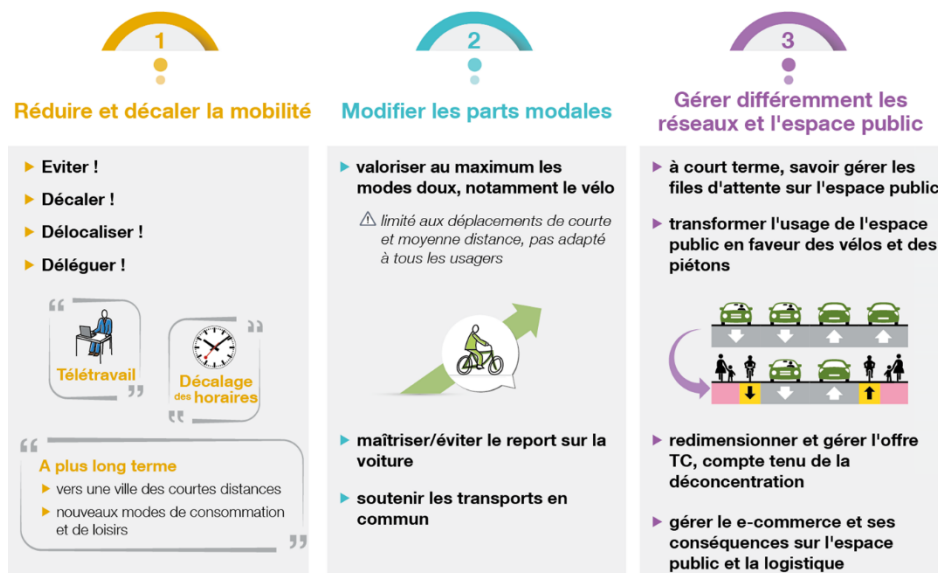 1
Réduire et décaler la mobilité
Eviter !
Décaler !
Délocaliser !
Déléguer !
Télétravail
Décalage
des horaires
A plus long terme
vers une ville des courtes distances
nouveaux modes de consommation
et de loisirs
2
Modifier les parts modales
valoriser au maximum les
modes doux, notamment le vélo
limité aux déplacements de courte
et moyenne distance, pas adapté
à tous les usagers
maîtriser/éviter le report sur la
voiture
soutenir les transports en
commun
3
Gérer différemment les
réseaux et l'espace public
à court terme, savoir gérer les
files d'attente sur l'espace public
transformer l'usage de l'espace
public en faveur des vélos et des
piétons
redimensionner et gérer l'offre
TC, compte tenu de la
déconcentration
gérer le e-commerce et ses
conséquences sur l'espace
public et la logistique